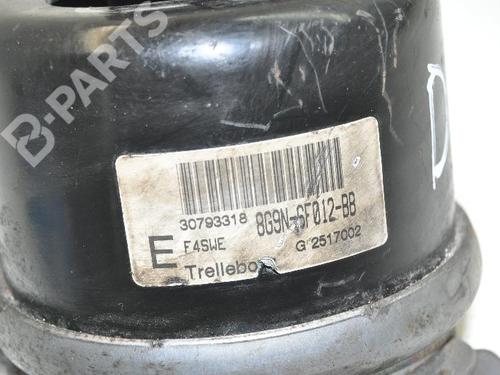 B-PARTS
30793318 8G9N-6F012-BB
E F4SWE G 2517002
Trellebo